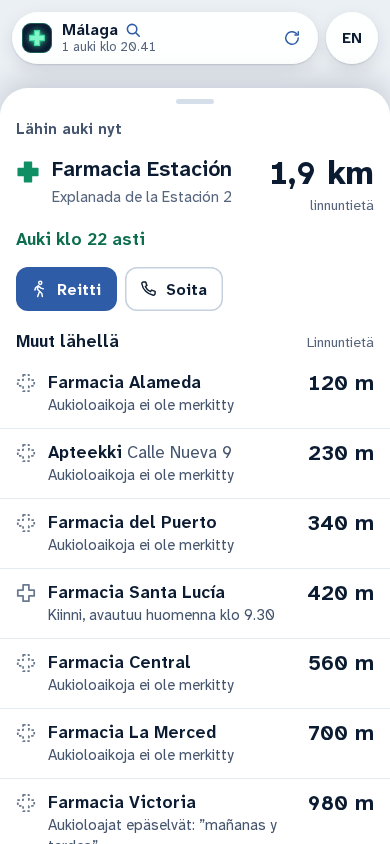 Málaga
1 auki klo 20.41
EN
Lähin auki nyt
Farmacia Estación
1,9 km
Explanada de la Estación 2
linnuntietä
Auki klo 22 asti
Reitti
Soita
Muut lähellä
Linnuntietä
Farmacia Alameda
120 m
Aukioloaikoja ei ole merkitty
Apteekki Calle Nueva 9
230 m
Aukioloaikoja ei ole merkitty
Farmacia del Puerto
340 m
Aukioloaikoja ei ole merkitty
Farmacia Santa Lucía
420 m
Kiinni, avautuu huomenna klo 9.30
Farmacia Central
560 m
Aukioloaikoja ei ole merkitty
Farmacia La Merced
700 m
Aukioloaikoja ei ole merkitty
Farmacia Victoria
980 m
Aukioloajat epäselvät: ”mañanas y